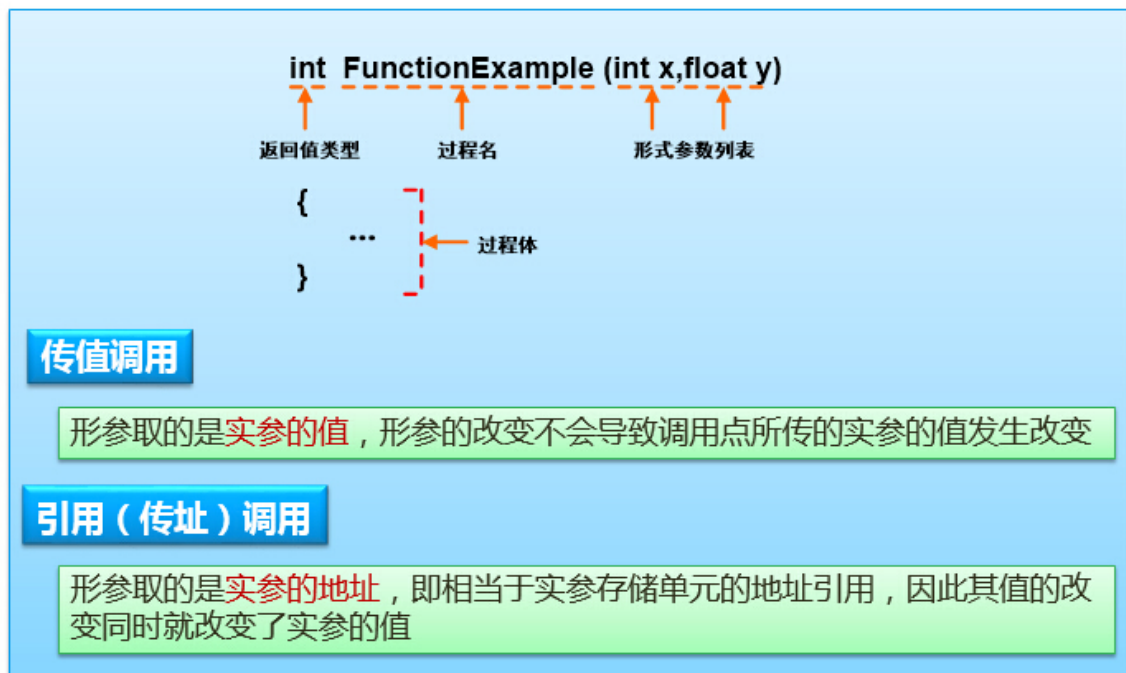 int FunctionExample (int x,float y)
返回值类型 过程名 形式参数列表
{
... 过程体
}
传值调用
形参取的是实参的值，形参的改变不会导致调用点所传的实参的值发生改变
引用（传址）调用
形参取的是实参的地址，即相当于实参存储单元的地址引用，因此其值的改
变同时就改变了实参的值